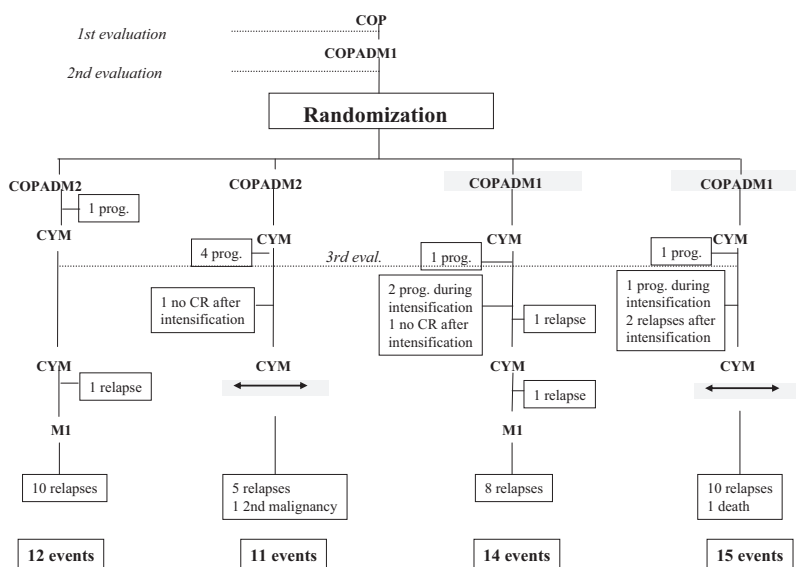 COP
1st evaluation
COPADM1
2nd evaluation
Randomization
COPADM2 COPADM2 COPADM1 COPADM1
1 prog.
CYM CYM CYM CYM
4 prog. 1 prog. 1 prog.
3rd eval.
1 no CR after
intensification
2 prog. during
intensification
1 no CR after
intensification
1 relapse
1 prog. during
intensification
2 relapses after
intensification
CYM CYM CYM CYM
1 relapse 1 relapse
M1 M1
10 relapses
5 relapses
1 2nd malignancy
8 relapses
10 relapses
1 death
12 events 11 events 14 events 15 events